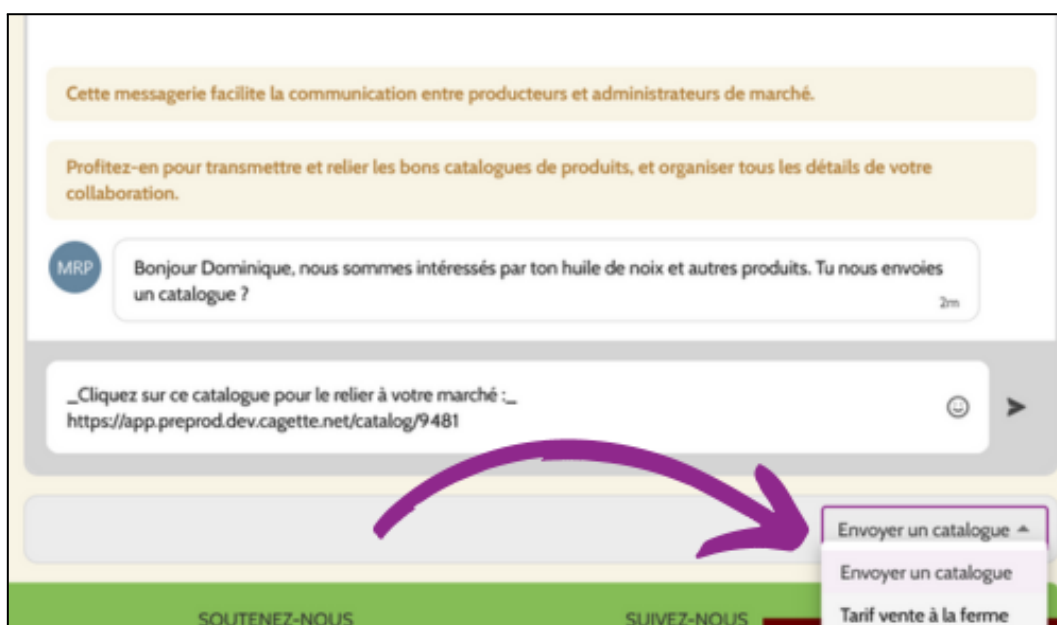 Cette messagerie facilite la communication entre producteurs et administrateurs de marché.
Profitez-en pour transmettre et relier les bons catalogues de produits, et organiser tous les détails de votre
collaboration.
MRP
Bonjour Dominique, nous sommes intéressés par ton huile de noix et autres produits. Tu nous envoies
un catalogue ?
2m
_Cliquez sur ce catalogue pour le relier à votre marché :_
https://app.preprod.dev.cagette.net/catalog/9481
Envoyer un catalogue
Envoyer un catalogue
Tarif vente à la ferme
SOUTENEZ-NOUS
SUIVEZ-NOUS